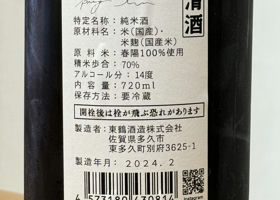 清酒
特定名称：純米酒
原材料名：米(国産)・
米麹(国産米)
原料米：春陽100%使用
精米歩合：70%
アルコール分：14度
内容量：720ml
保存方法：要冷蔵
開栓後は栓が飛ぶ恐れがあります
製造者：東鶴酒造株式会社
佐賀県多久市
東多久町別府3625-1
製造年月：2024.2
4573180430814
instagram